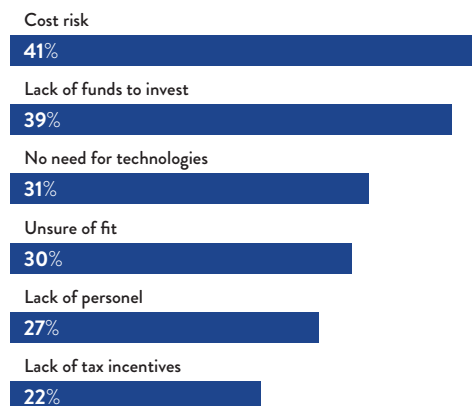 Cost risk
41%
Lack of funds to invest
39%
No need for technologies
31%
Unsure of fit
30%
Lack of personel
27%
Lack of tax incentives
22%